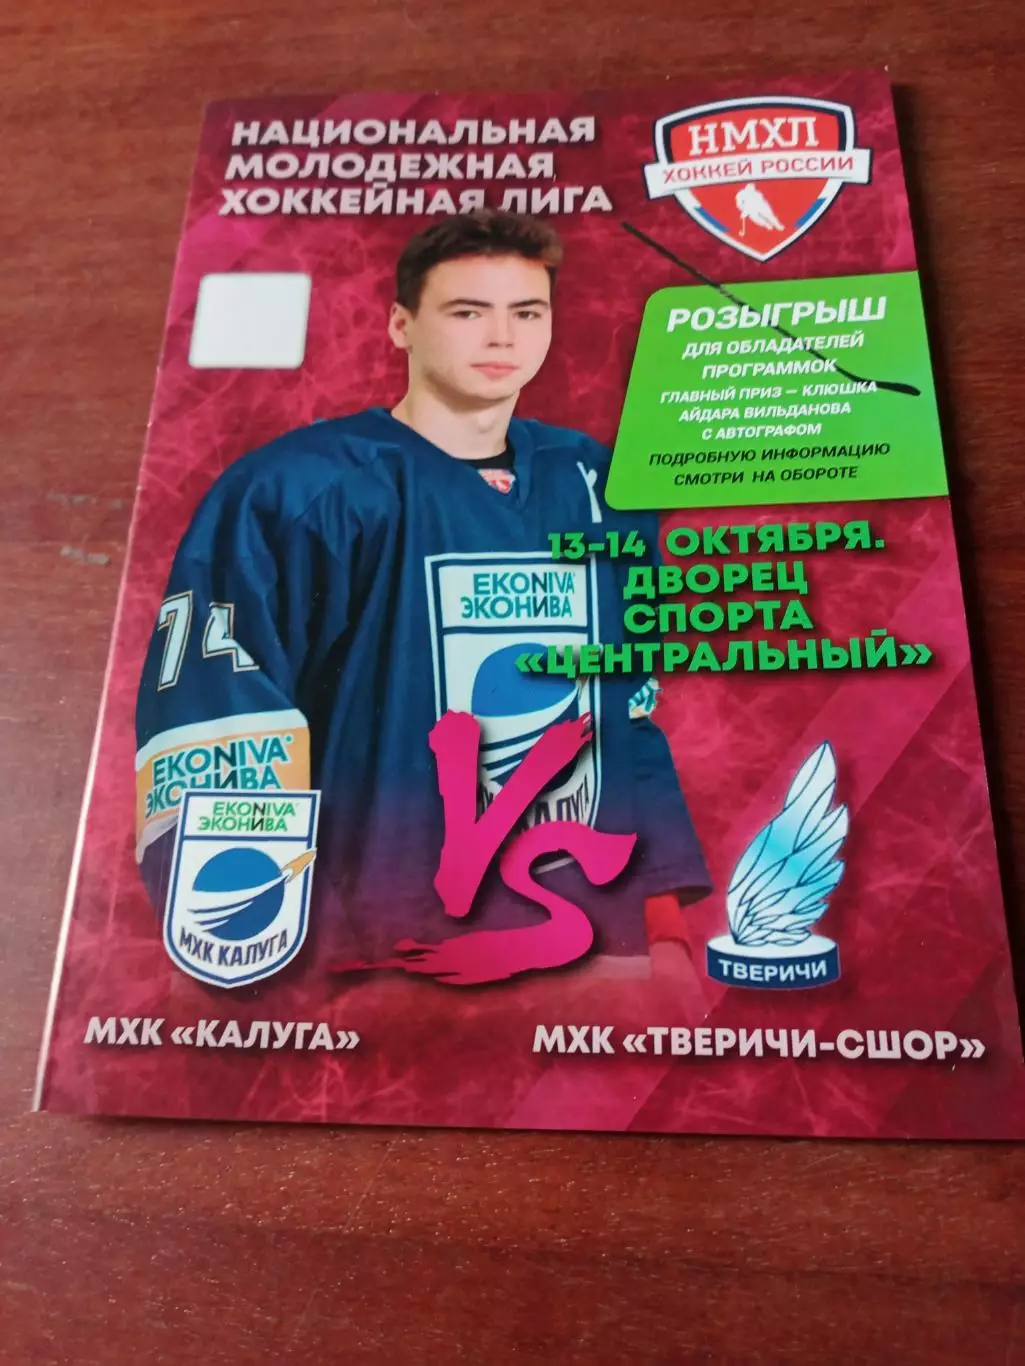 НАЦИОНАЛЬНАЯ
МОЛОДЕЖНАЯ
ХОККЕЙНАЯ ЛИГА
НМХЛ
ХОККЕЙ РОССИИ
РОЗЫГРЫШ
ДЛЯ ОБЛАДАТЕЛЕЙ
ПРОГРАММОК
ГЛАВНЫЙ ПРИЗ – КЛЮШКА
АЙДАРА ВИЛЬДАНОВА
С АВТОГРАФОМ
ПОДРОБНУЮ ИНФОРМАЦИЮ
СМОТРИ НА ОБОРОТЕ
13-14 ОКТЯБРЯ.
ДВОРЕЦ
СПОРТА
«ЦЕНТРАЛЬНЫЙ»
EKONIVA
ЭКОНИВА
74
EKONIVA
ЭКОНИВА
МХК КАЛУГА
VS
EKONIVA
ЭКОНИВА
МХК КАЛУГА
ТВЕРИЧИ
МХК «КАЛУГА»
МХК «ТВЕРИЧИ-СШОР»